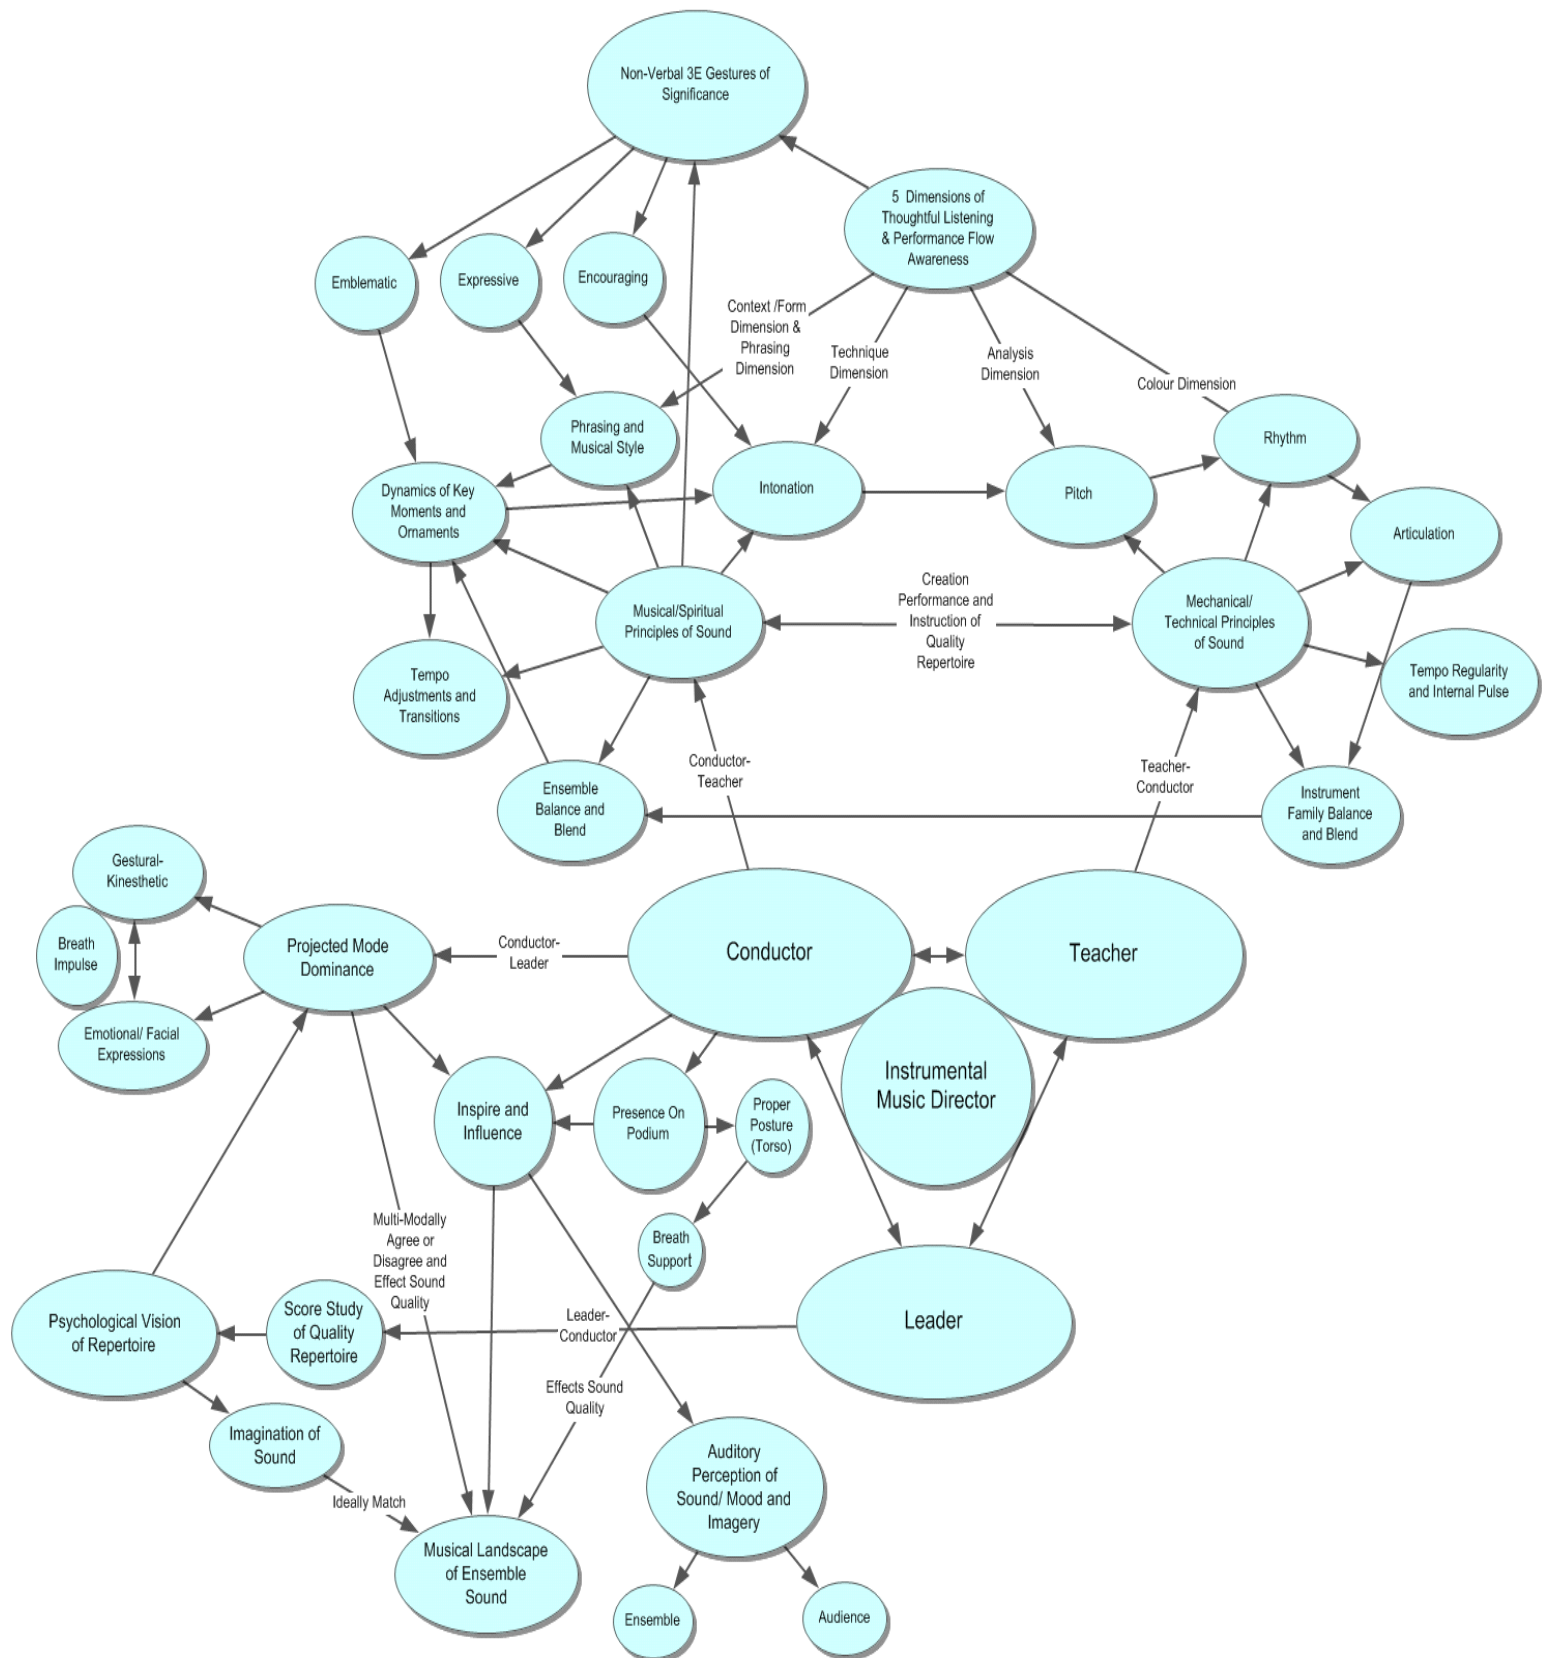 Non-Verbal 3E Gestures of
Significance
5 Dimensions of
Thoughtful Listening
& Performance Flow
Awareness
Emblematic
Expressive
Encouraging
Context /Form
Dimension &
Phrasing
Dimension
Technique
Dimension
Analysis
Dimension
Colour Dimension
Phrasing and
Musical Style
Rhythm
Dynamics of Key
Moments and
Ornaments
Intonation
Pitch
Articulation
Musical/Spiritual
Principles of Sound
Creation
Performance and
Instruction of
Quality
Repertoire
Mechanical/
Technical Principles
of Sound
Tempo
Adjustments and
Transitions
Tempo Regularity
and Internal Pulse
Conductor-
Teacher
Teacher-
Conductor
Ensemble
Balance and
Blend
Instrument
Family Balance
and Blend
Gestural-
Kinesthetic
Breath
Impulse
Projected Mode
Dominance
Conductor-
Leader
Conductor
Teacher
Emotional/ Facial
Expressions
Instrumental
Music Director
Inspire and
Influence
Presence On
Podium
Proper
Posture
(Torso)
Multi-Modally
Agree or
Disagree and
Effect Sound
Quality
Breath
Support
Psychological Vision
of Repertoire
Score Study
of Quality
Repertoire
Leader-
Conductor
Leader
Effects Sound
Quality
Imagination of
Sound
Ideally Match
Auditory
Perception of
Sound/ Mood and
Imagery
Musical Landscape
of Ensemble
Sound
Ensemble
Audience